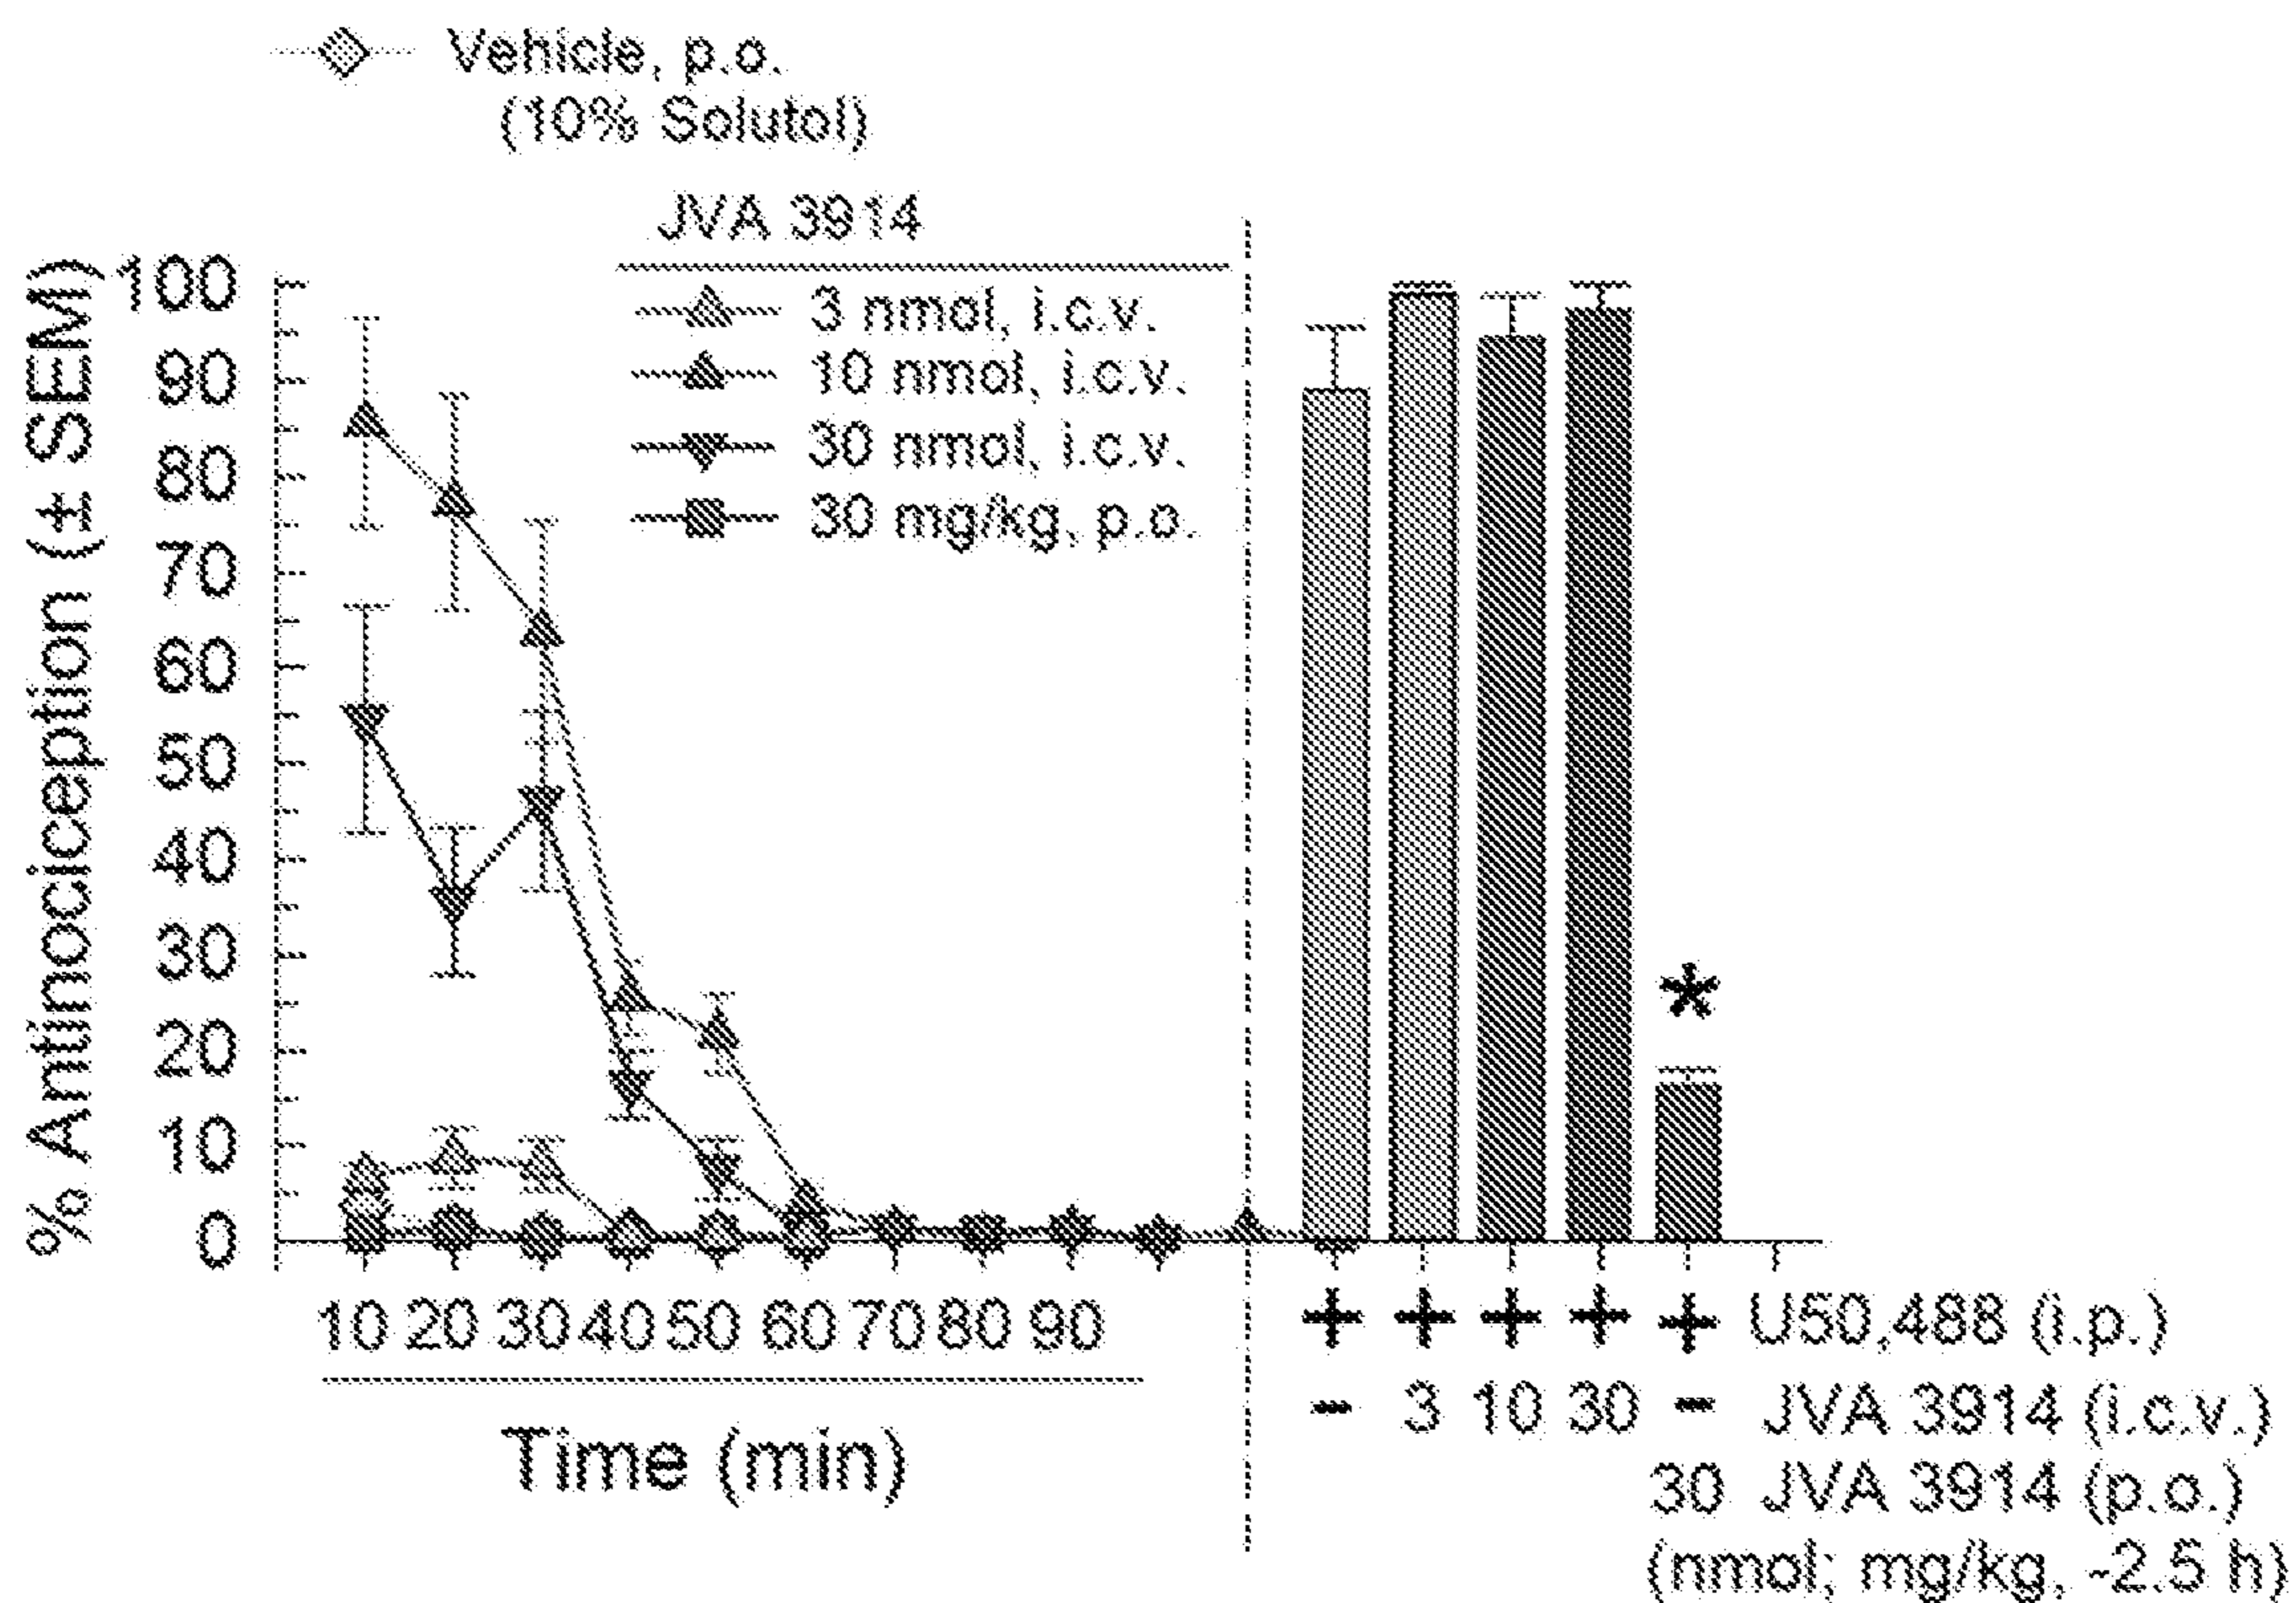 Vehicle, p.o.
(10% Solutol)
JVA 3914
3 nmol, i.c.v.
10 nmol, i.c.v.
30 nmol, i.c.v.
30 mg/kg, p.o.
% Antinociception (± SEM)
100
90
80
70
60
50
40
30
20
10
0
*
10 20 30 40 50 60 70 80 90
Time (min)
+ + + + + U50,488 (i.p.)
- 3 10 30 - JVA 3914 (i.c.v.)
30 JVA 3914 (p.o.)
(nmol; mg/kg, -2.5 h)